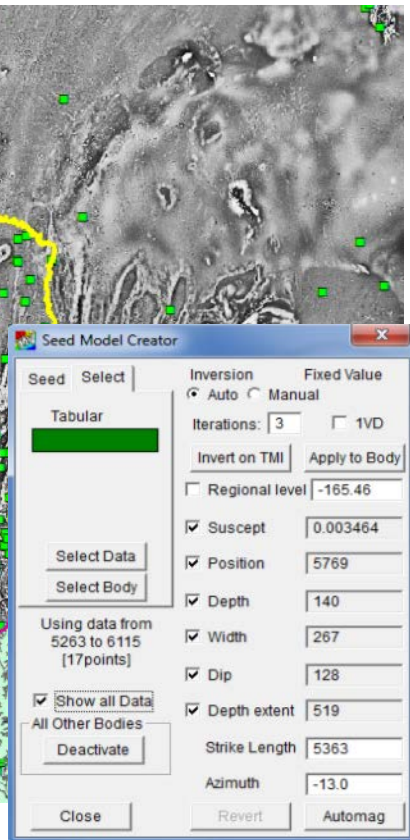 Seed Model Creator
Seed Select
Tabular
Select Data
Select Body
Using data from
5263 to 6115
[17points]
Show all Data
All Other Bodies
Deactivate
Close
Inversion Fixed Value
Auto Manual
Iterations: 3 1VD
Invert on TMI Apply to Body
Regional level -165.46
Suscept 0.003464
Position 5769
Depth 140
Width 267
Dip 128
Depth extent 519
Strike Length 5363
Azimuth -13.0
Revert Automag